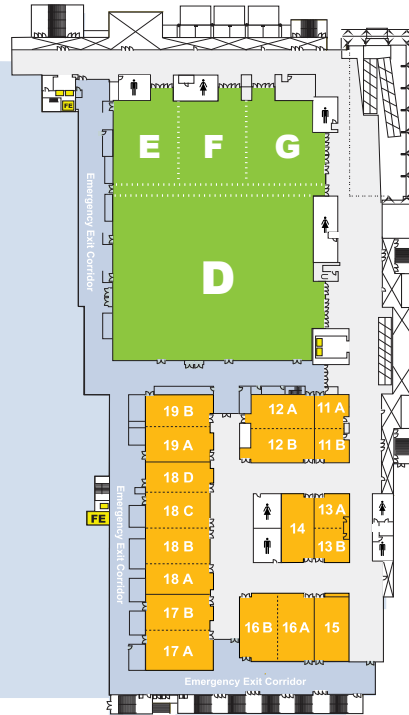 FE
E F G
Emergency Exit Corridor
D
19 B 12 A 11 A
19 A 12 B 11 B
18 D
18 C
13 A
14
FE
18 B
13 B
Emergency Exit Corridor
18 A
17 B
16 B 16 A 15
17 A
Emergency Exit Corridor